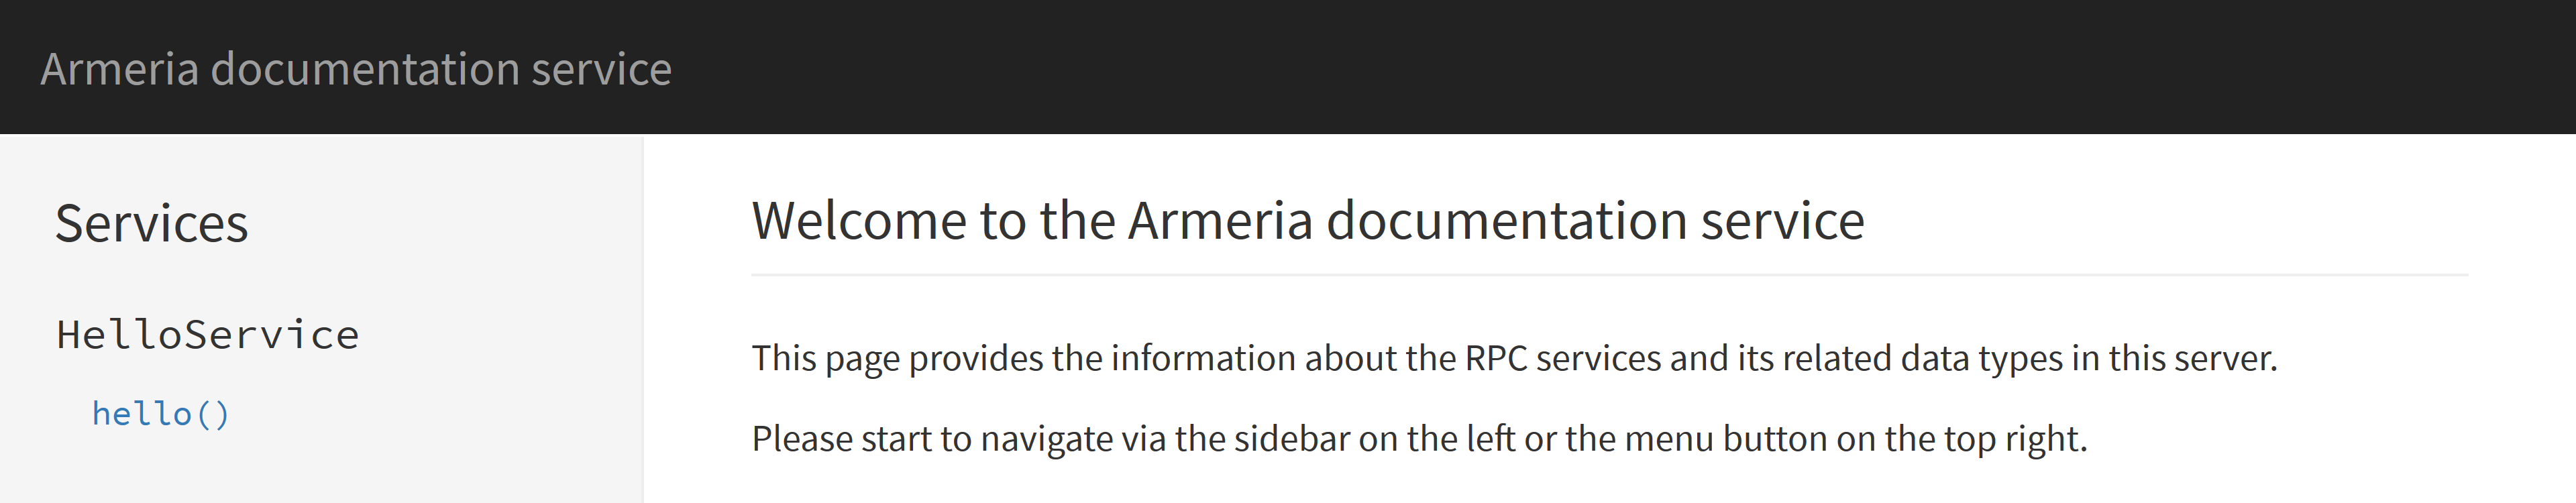 Armeria documentation service
Services
HelloService
hello()
Welcome to the Armeria documentation service
This page provides the information about the RPC services and its related data types in this server.
Please start to navigate via the sidebar on the left or the menu button on the top right.